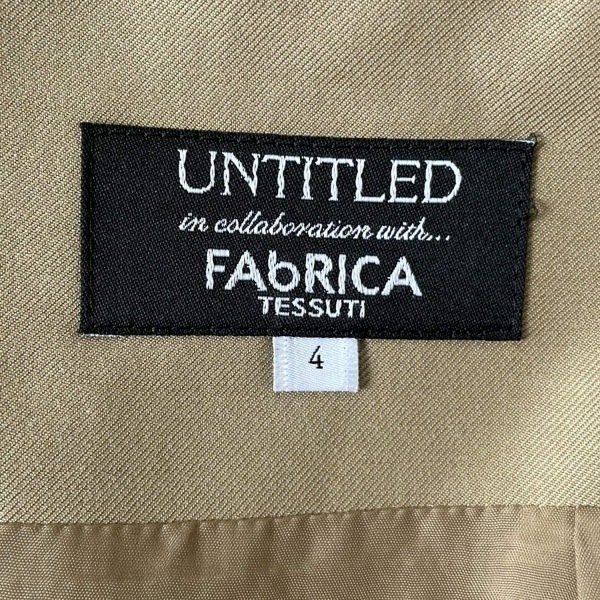 UNTITLED
in collaboration with...
FAbRICA
TESSUTI
4